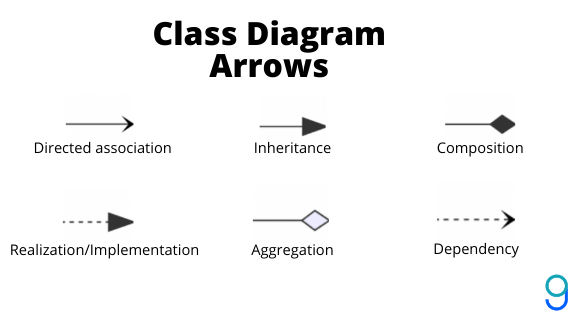 Class Diagram
Arrows
Directed association
Inheritance
Composition
Realization/Implementation
Aggregation
Dependency
g